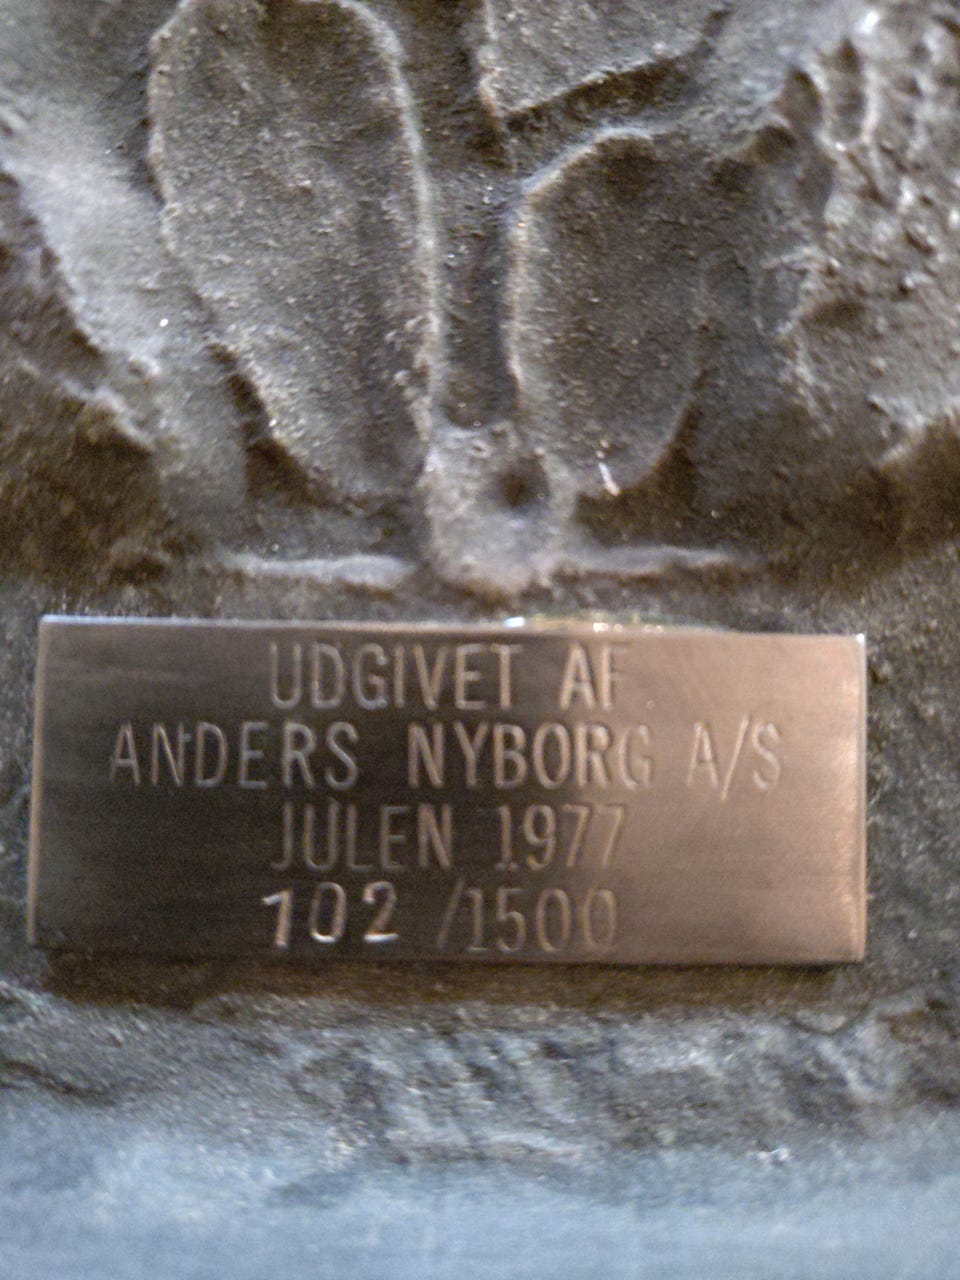 UDGIVET AF
ANDERS NYBORG A/S
JULEN 1977
102 /1500